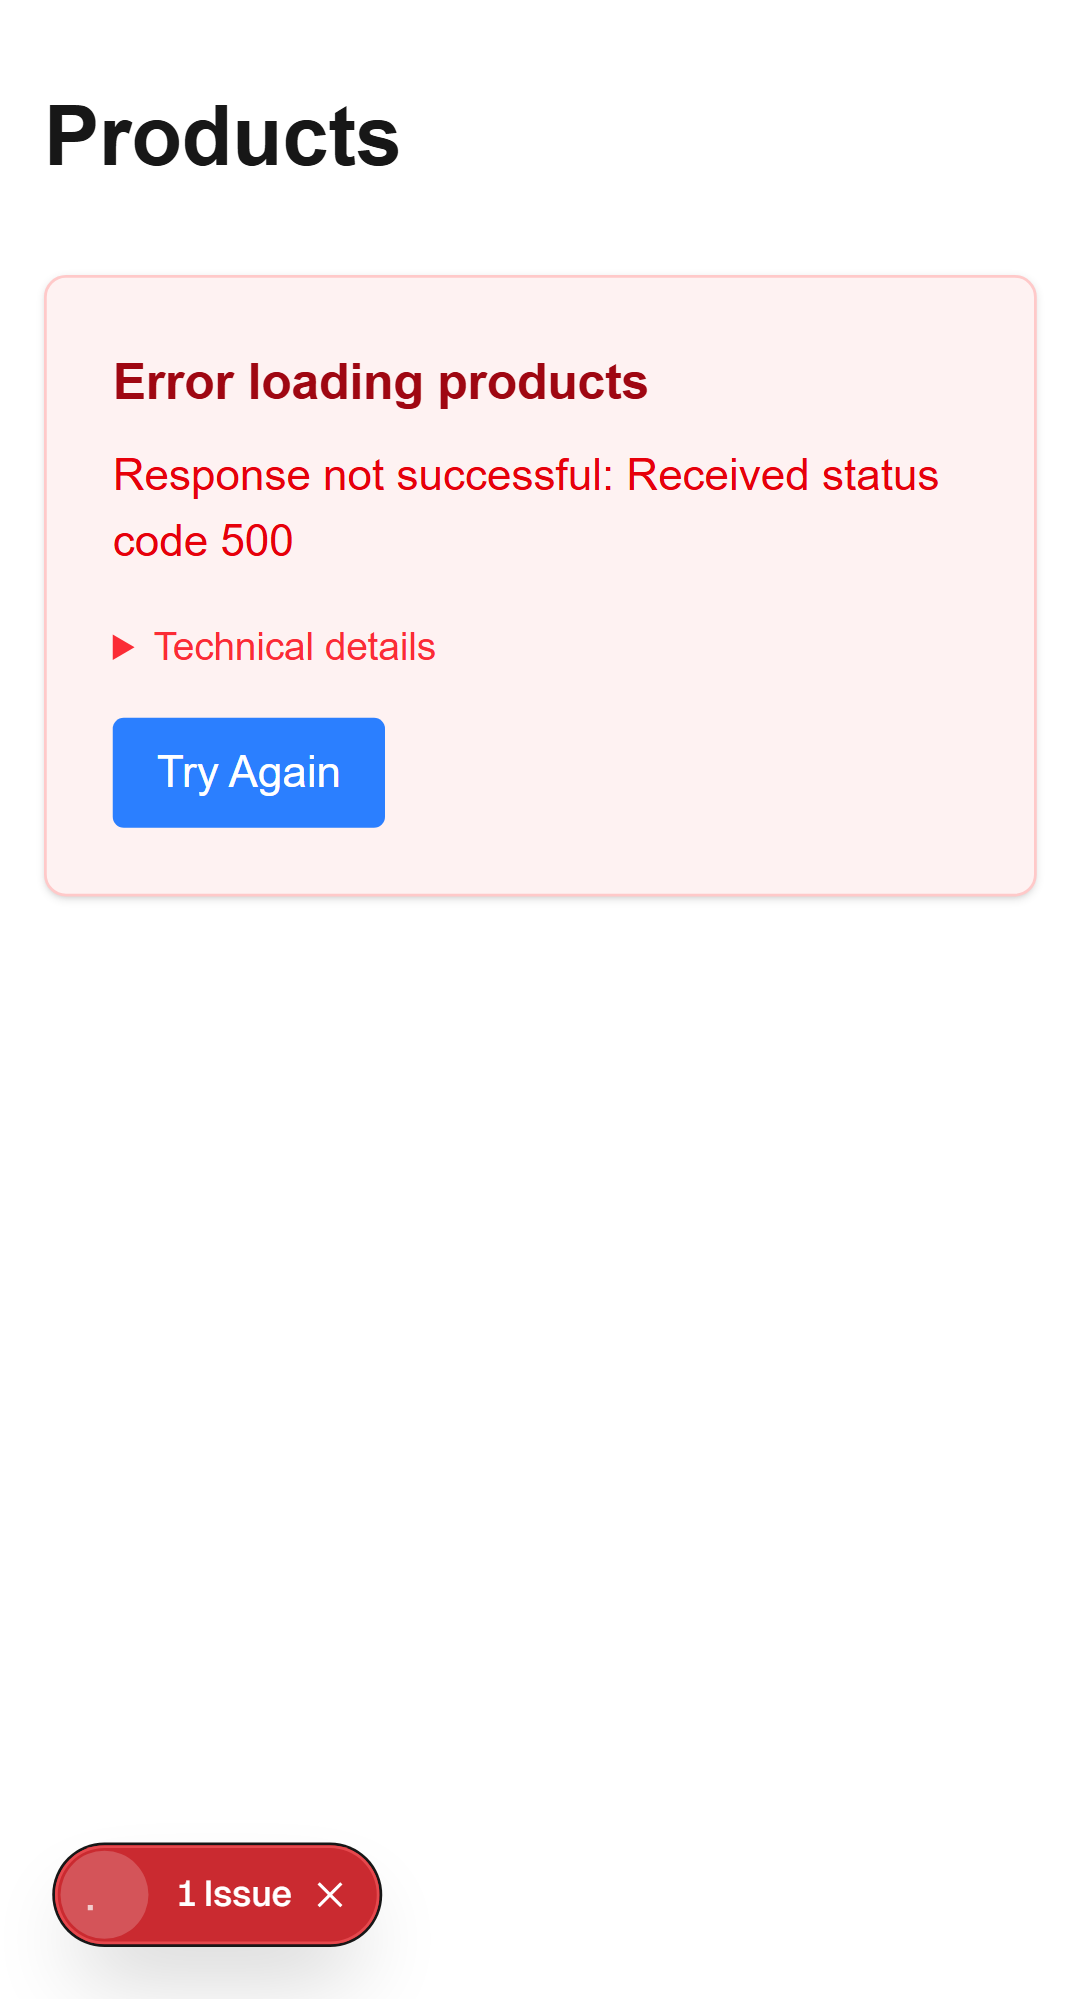 Products
Error loading products
Response not successful: Received status
code 500
Technical details
Try Again
1 Issue